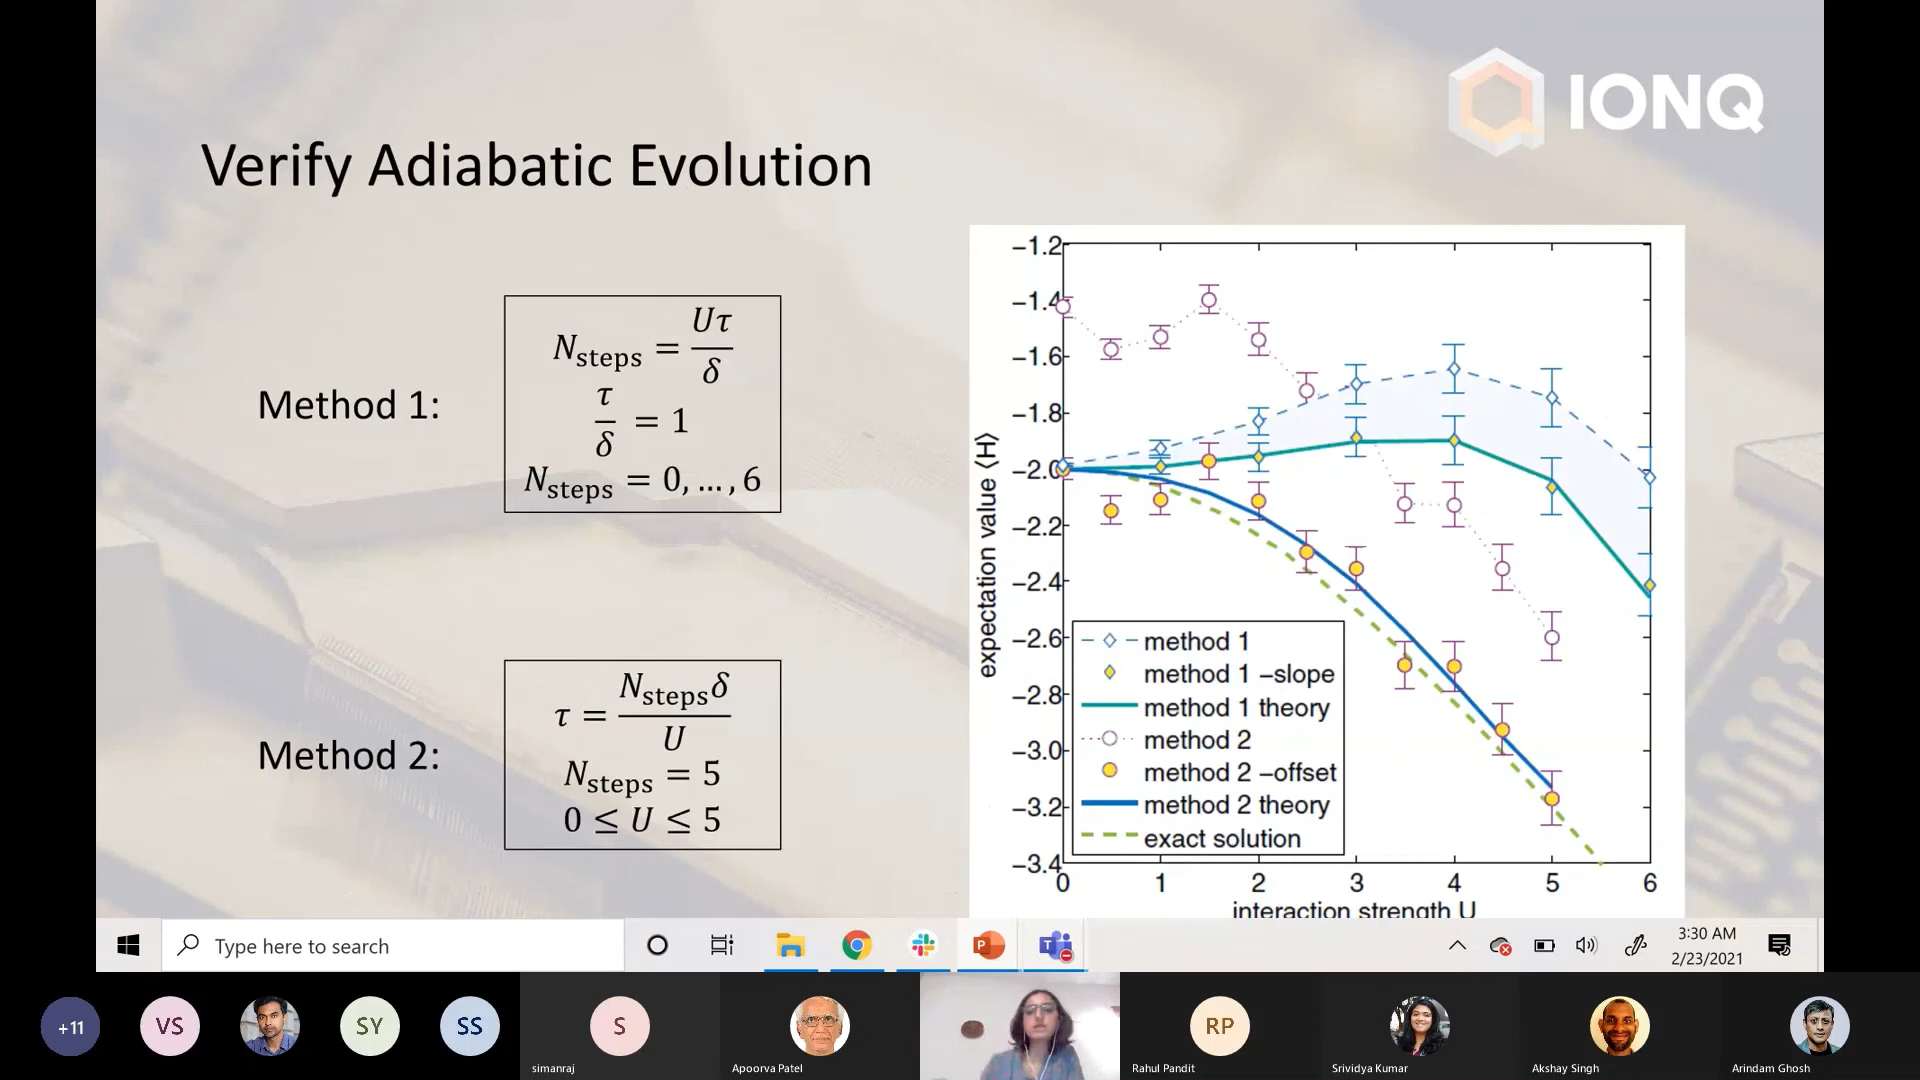 IONQ
Verify Adiabatic Evolution
Method 1:
N_steps = Uτ/δ
τ/δ = 1
N_steps = 0, …, 6
Method 2:
τ = N_stepsδ/U
N_steps = 5
0 ≤ U ≤ 5
expectation value ⟨H⟩
−1.2
−1.4
−1.6
−1.8
−2.0
−2.2
−2.4
−2.6
−2.8
−3.0
−3.2
−3.4
method 1
method 1 −slope
method 1 theory
method 2
method 2 −offset
method 2 theory
exact solution
0 1 2 3 4 5 6
interaction strength U
Type here to search
P
T
3:30 AM
2/23/2021
+11
VS
SY
SS
S
RP
simanraj
Apoorva Patel
Rahul Pandit
Srividya Kumar
Akshay Singh
Arindam Ghosh